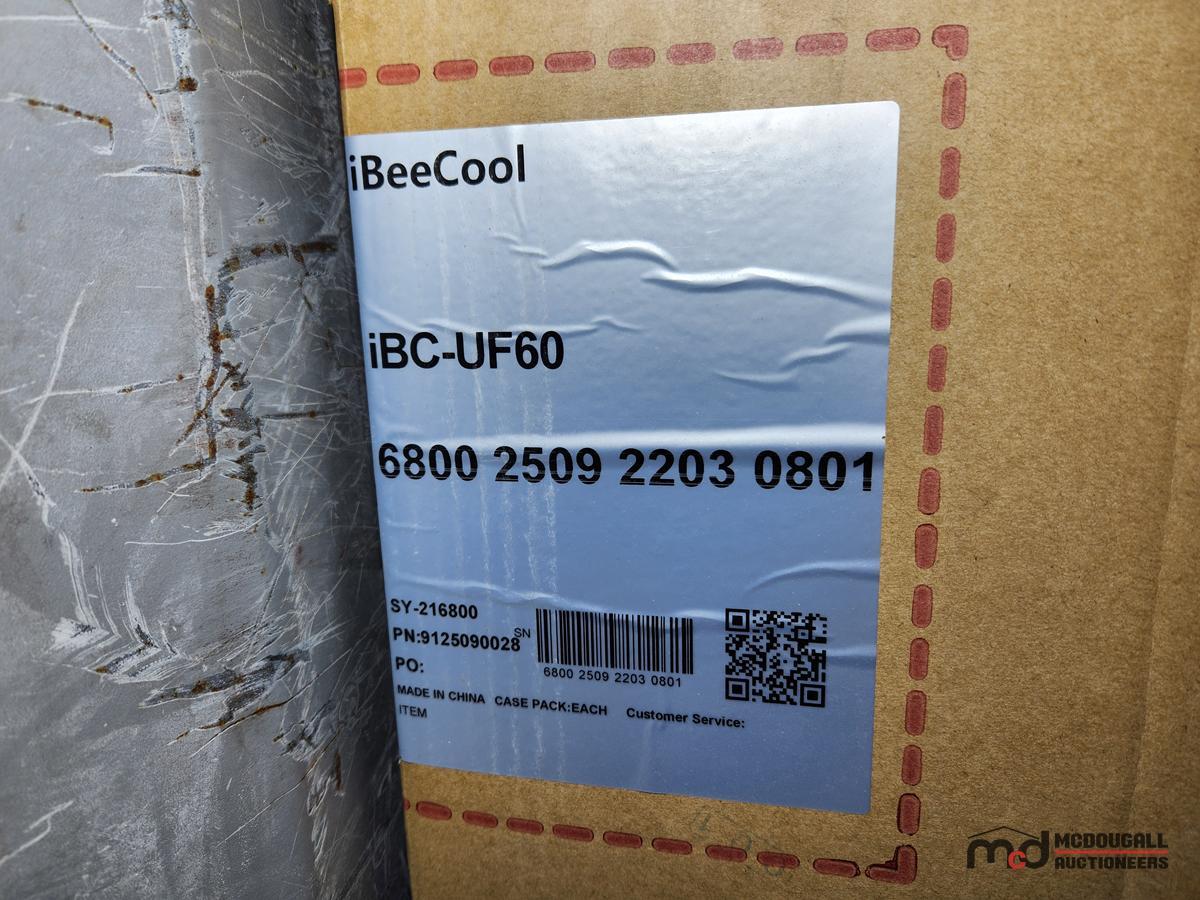 iBeeCool
iBC-UF60
6800 2509 2203 0801
SY-216800
PN:9125090028
SN
6800 2509 2203 0801
PO:
MADE IN CHINA CASE PACK:EACH Customer Service:
ITEM
mcd MCDOUGALL
AUCTIONEERS